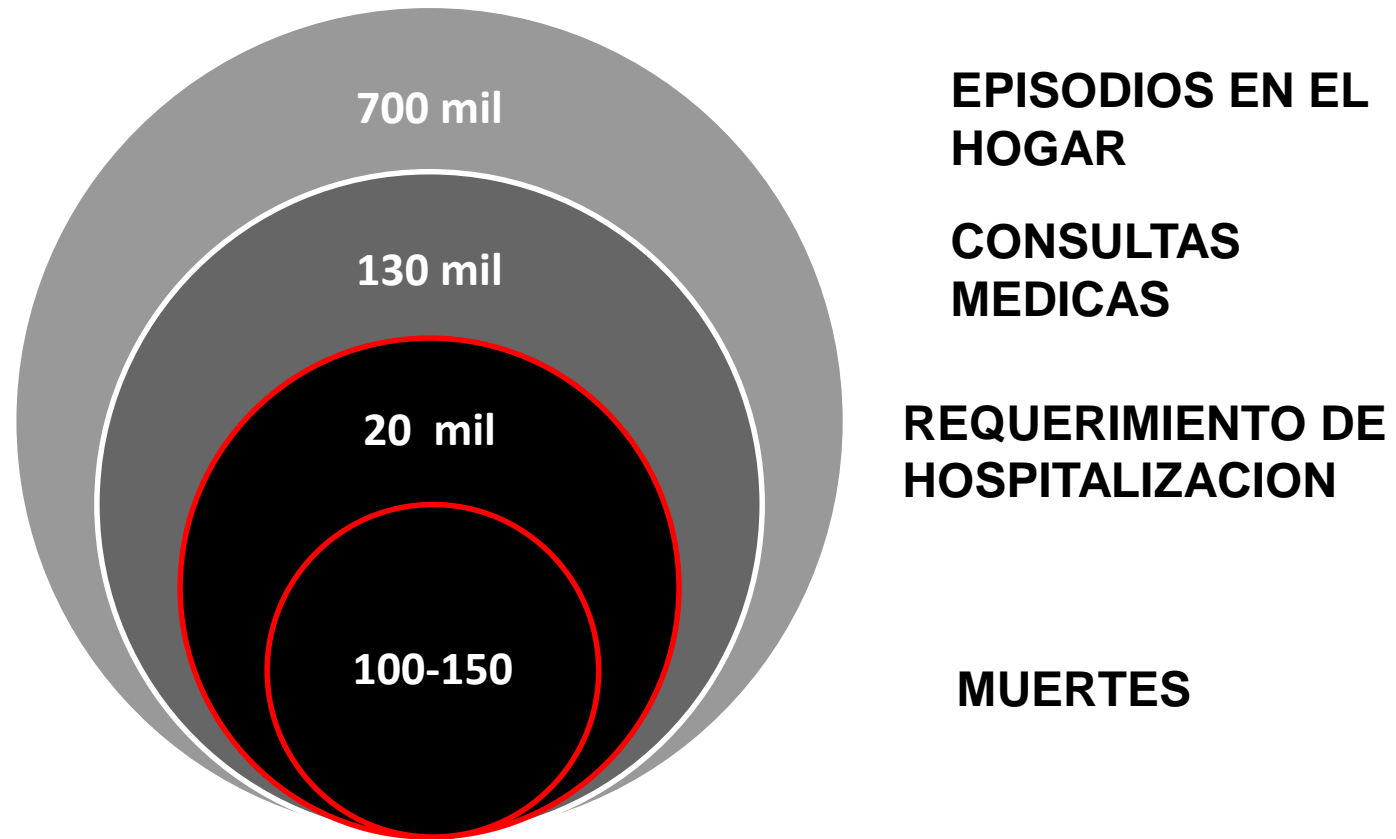 700 mil
EPISODIOS EN EL
HOGAR
130 mil
CONSULTAS
MEDICAS
20 mil
REQUERIMIENTO DE
HOSPITALIZACION
100-150
MUERTES